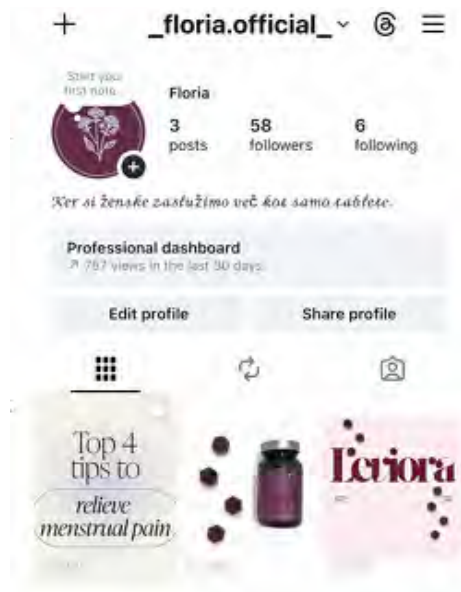 _floria.official_
Start your
first note...
Floria
3 58 6
posts followers following
Ker si ženske zaslužimo več kot samo tablete.
Professional dashboard
767 views in the last 30 days.
Edit profile Share profile
Top 4
tips to
relieve
menstrual pain
Leviora